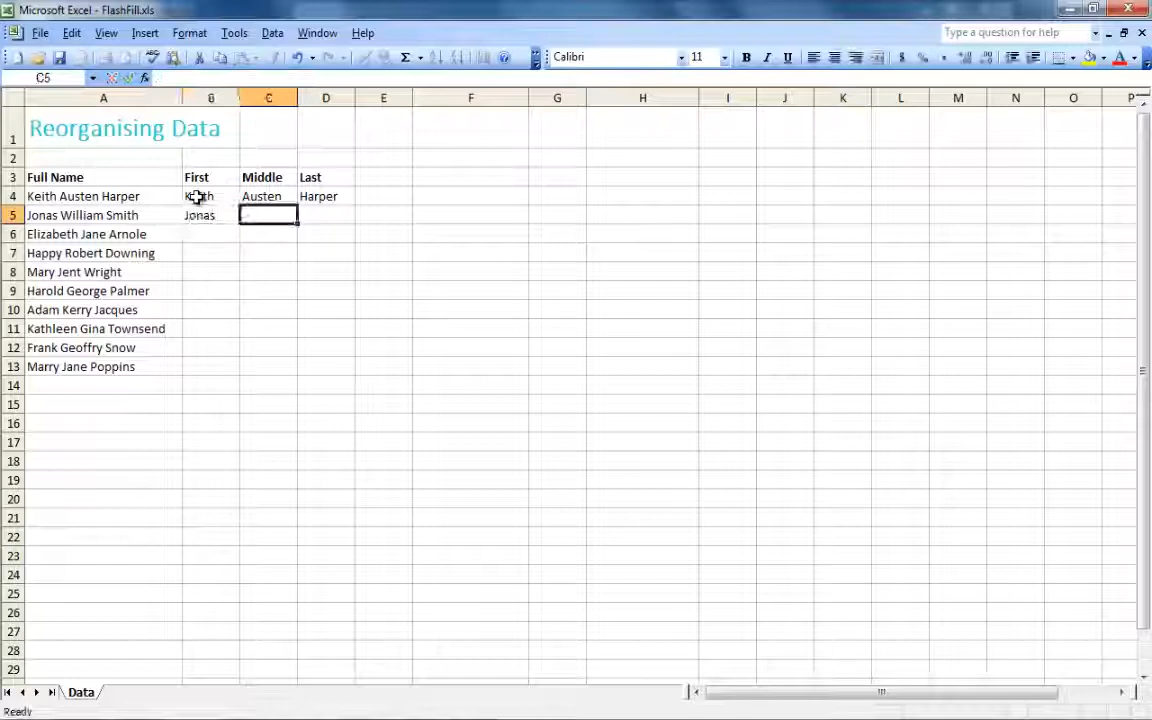 Microsoft Excel - FlashFill.xls
File Edit View Insert Format Tools Data Window Help
Type a question for help
Σ Calibri 11 B I U $ % A
C5 fx
A B C D E F G H I J K L M N O P
1 Reorganising Data
2
3 Full Name First Middle Last
4 Keith Austen Harper Keith Austen Harper
5 Jonas William Smith Jonas
6 Elizabeth Jane Arnole
7 Happy Robert Downing
8 Mary Jent Wright
9 Harold George Palmer
10 Adam Kerry Jacques
11 Kathleen Gina Townsend
12 Frank Geoffry Snow
13 Marry Jane Poppins
14
15
16
17
18
19
20
21
22
23
24
25
26
27
28
29
Data
Ready